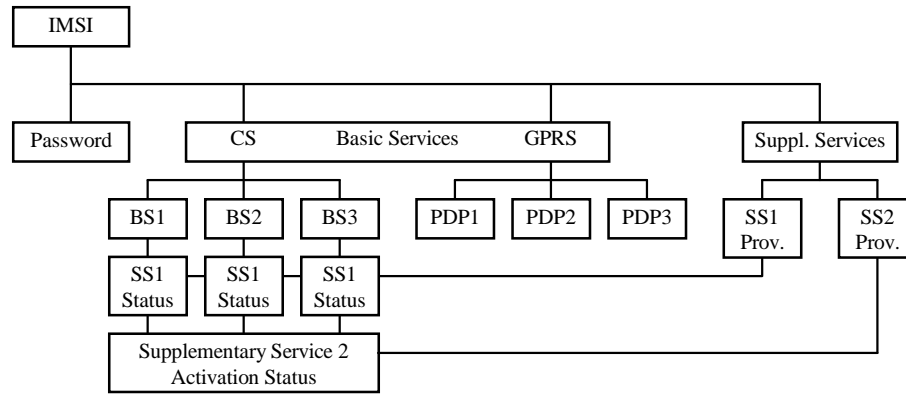 IMSI
Password
CS Basic Services GPRS
Suppl. Services
BS1
BS2
BS3
PDP1
PDP2
PDP3
SS1
Prov.
SS2
Prov.
SS1
Status
SS1
Status
SS1
Status
Supplementary Service 2
Activation Status